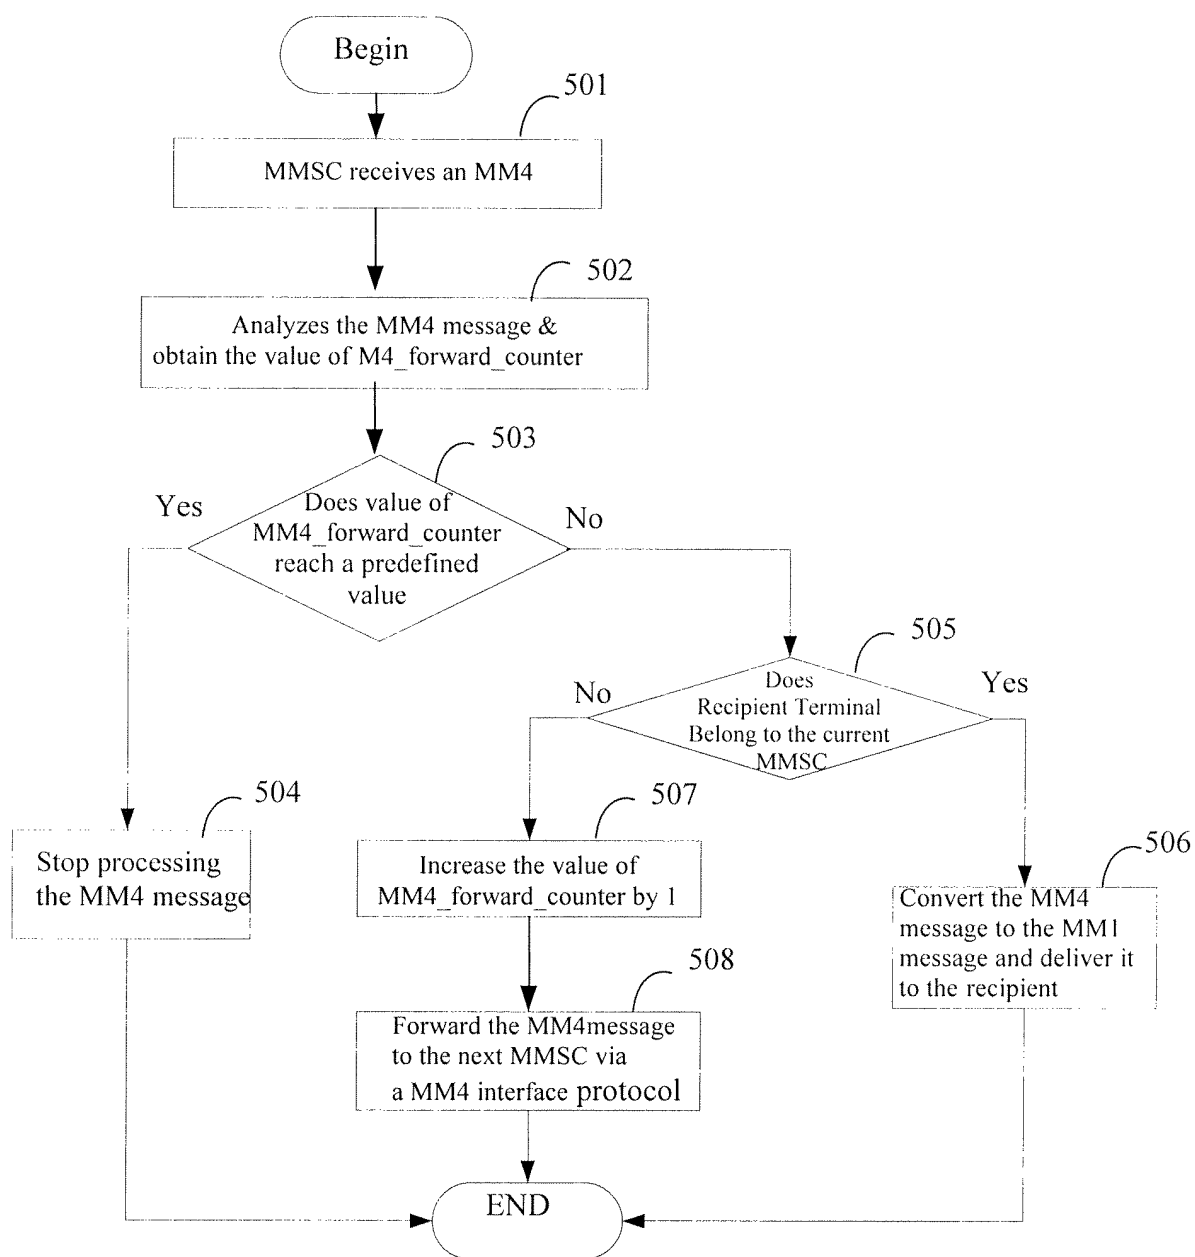 Begin
501
MMSC receives an MM4
502
Analyzes the MM4 message &
obtain the value of M4_forward_counter
503
Yes
Does value of
MM4_forward_counter
reach a predefined
value
No
505
No
Does
Recipient Terminal
Belong to the current
MMSC
Yes
504
Stop processing
the MM4 message
507
Increase the value of
MM4_forward_counter by 1
506
Convert the MM4
message to the MM1
message and deliver it
to the recipient
508
Forward the MM4message
to the next MMSC via
a MM4 interface protocol
END